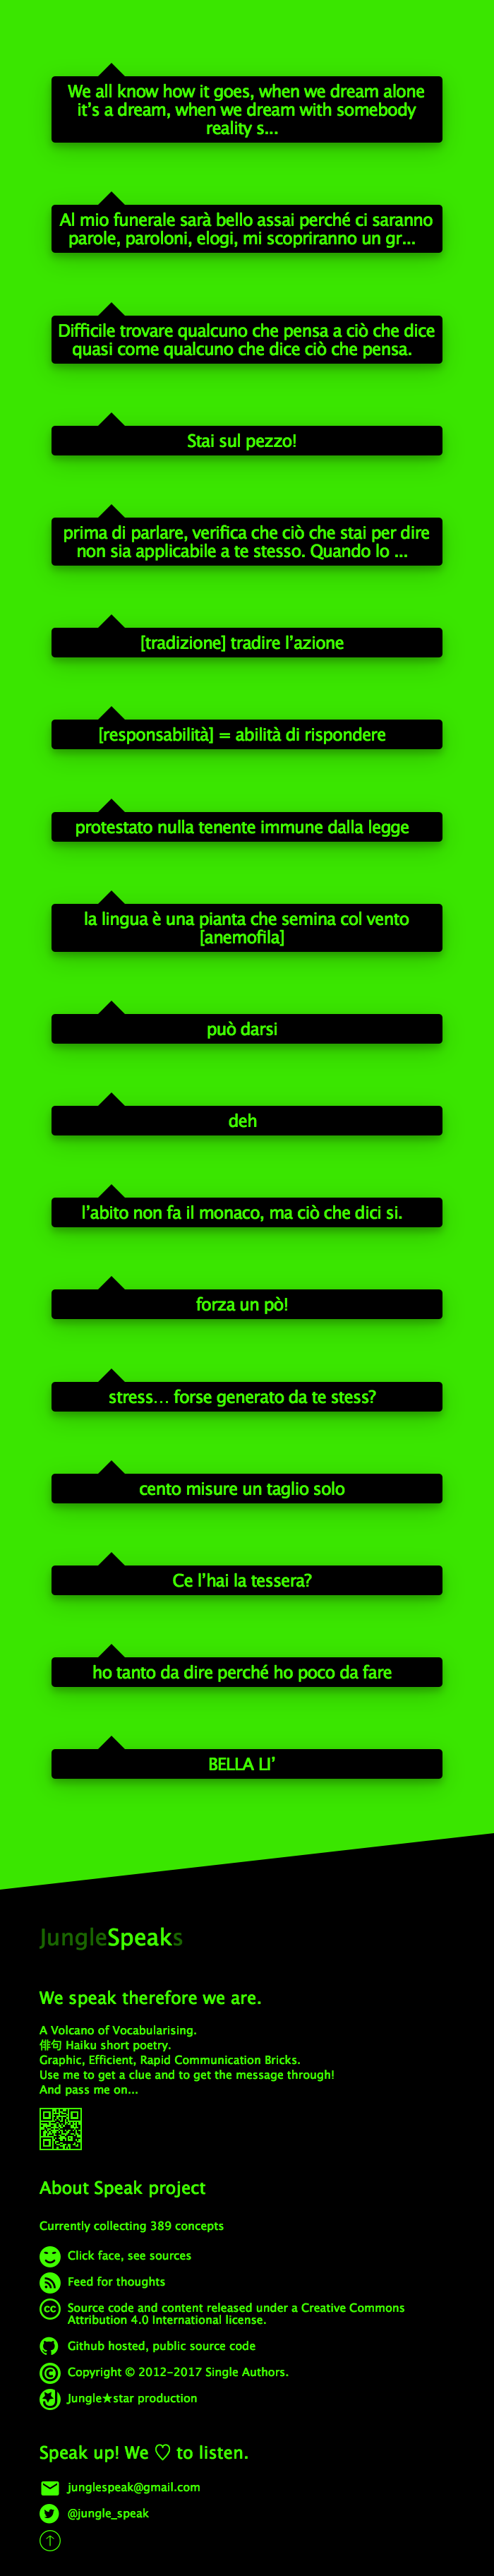 We all know how it goes, when we dream alone
it’s a dream, when we dream with somebody
reality s...
Al mio funerale sarà bello assai perché ci saranno
parole, paroloni, elogi, mi scopriranno un gr...
Difficile trovare qualcuno che pensa a ciò che dice
quasi come qualcuno che dice ciò che pensa.
Stai sul pezzo!
prima di parlare, verifica che ciò che stai per dire
non sia applicabile a te stesso. Quando lo ...
[tradizione] tradire l’azione
[responsabilità] = abilità di rispondere
protestato nulla tenente immune dalla legge
la lingua è una pianta che semina col vento
[anemofila]
può darsi
deh
l’abito non fa il monaco, ma ciò che dici si.
forza un pò!
stress… forse generato da te stess?
cento misure un taglio solo
Ce l’hai la tessera?
ho tanto da dire perché ho poco da fare
BELLA LI’
JungleSpeaks
We speak therefore we are.
A Volcano of Vocabularising.
俳句 Haiku short poetry.
Graphic, Efficient, Rapid Communication Bricks.
Use me to get a clue and to get the message through!
And pass me on...
About Speak project
Currently collecting 389 concepts
Click face, see sources
Feed for thoughts
Source code and content released under a Creative Commons
Attribution 4.0 International license.
Github hosted, public source code
Copyright © 2012-2017 Single Authors.
Jungle★star production
Speak up! We ♡ to listen.
junglespeak@gmail.com
@jungle_speak